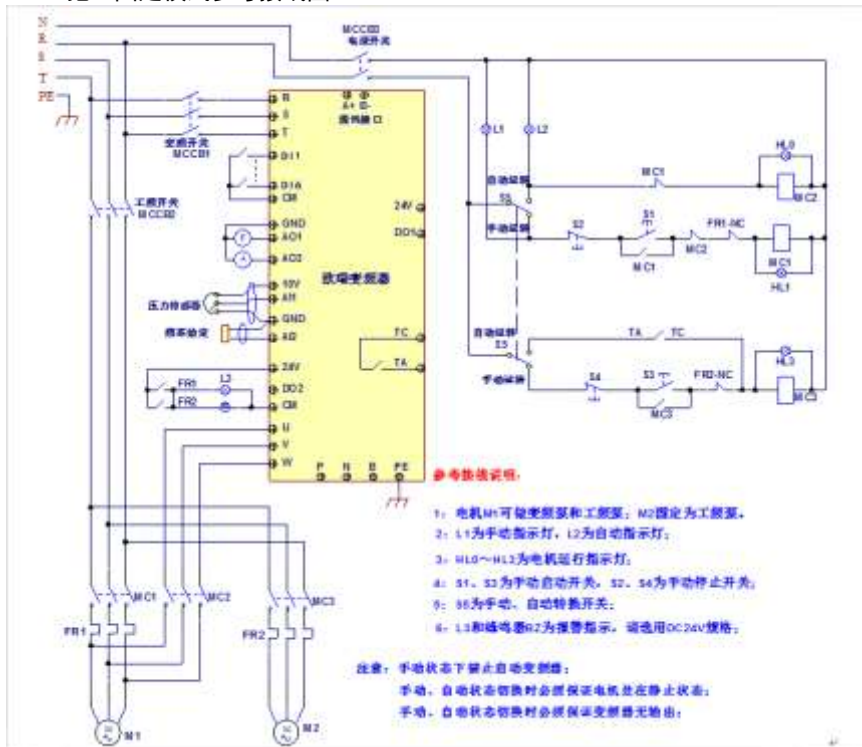 N
R
S
T
PE
MCCB3
电源开关
变频开关
MCCB1
工频开关
MCCB2
R
S
T
DI1
DI6
CM
GND
AO1
AO2
10V
AI1
GND
AI2
24V
DO2
CM
U
V
W
A+ B-
通讯接口
24V
DO1
欧瑞变频器
TC
TA
P N B PE
压力传感器
频率给定
FR1
FR2
L3
L1
L2
自动运转
S5
手动运转
MC1
HL0
MC2
S2
S1
MC1
MC2
FR1-NC
MC1
HL1
自动运转
S5
手动运转
TA TC
S4
S3
MC3
FR2-NC
HL3
MC3
MC1
MC2
MC3
FR1
FR2
M1
M2
参考接线说明:
1: 电机M1可做变频泵和工频泵; M2固定为工频泵。
2: L1为手动指示灯, L2为自动指示灯;
3: HL0～HL3为电机运行指示灯;
4: S1、S3为手动启动开关, S2、S4为手动停止开关;
5: S5为手动、自动转换开关;
6: L3和蜂鸣器BZ为报警指示, 请选用DC24V规格;
注意: 手动状态下禁止启动变频器;
手动、自动状态切换时必须保证电机处在静止状态;
手动、自动状态切换时必须保证变频器无输出;